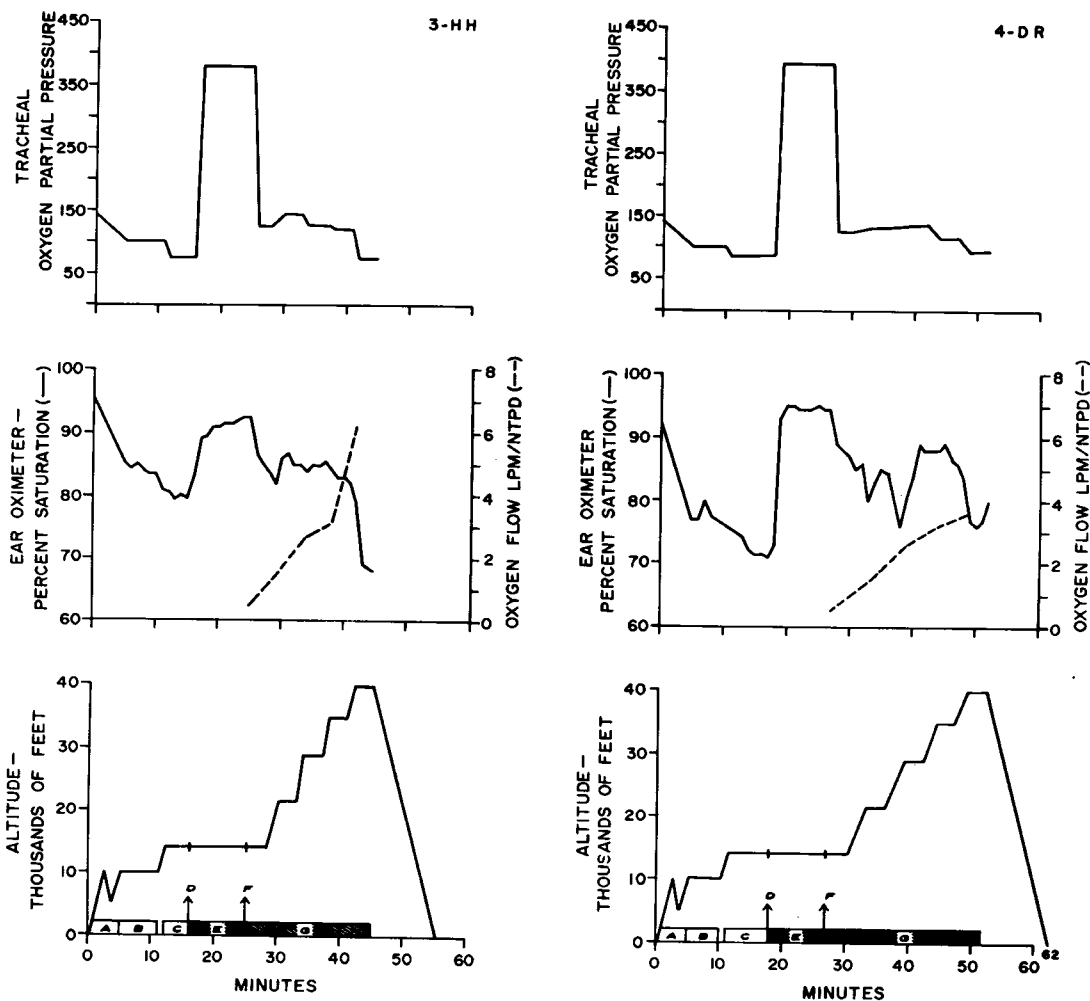 3-HH
TRACHEAL
OXYGEN PARTIAL PRESSURE
450
350
250
150
50
EAR OXIMETER—
PERCENT SATURATION (—)
100
90
80
70
60
8
6
4
2
0
OXYGEN FLOW LPM/NTPD (--)
ALTITUDE—
THOUSANDS OF FEET
40
30
20
10
0
D
F
A
B
C
E
G
0
10
20
30
40
50
60
MINUTES
4-DR
TRACHEAL
OXYGEN PARTIAL PRESSURE
450
350
250
150
50
EAR OXIMETER—
PERCENT SATURATION (—)
100
90
80
70
60
8
6
4
2
0
OXYGEN FLOW LPM/NTPD (--)
ALTITUDE—
THOUSANDS OF FEET
40
30
20
10
0
D
F
A
B
C
E
G
0
10
20
30
40
50
60
62
MINUTES